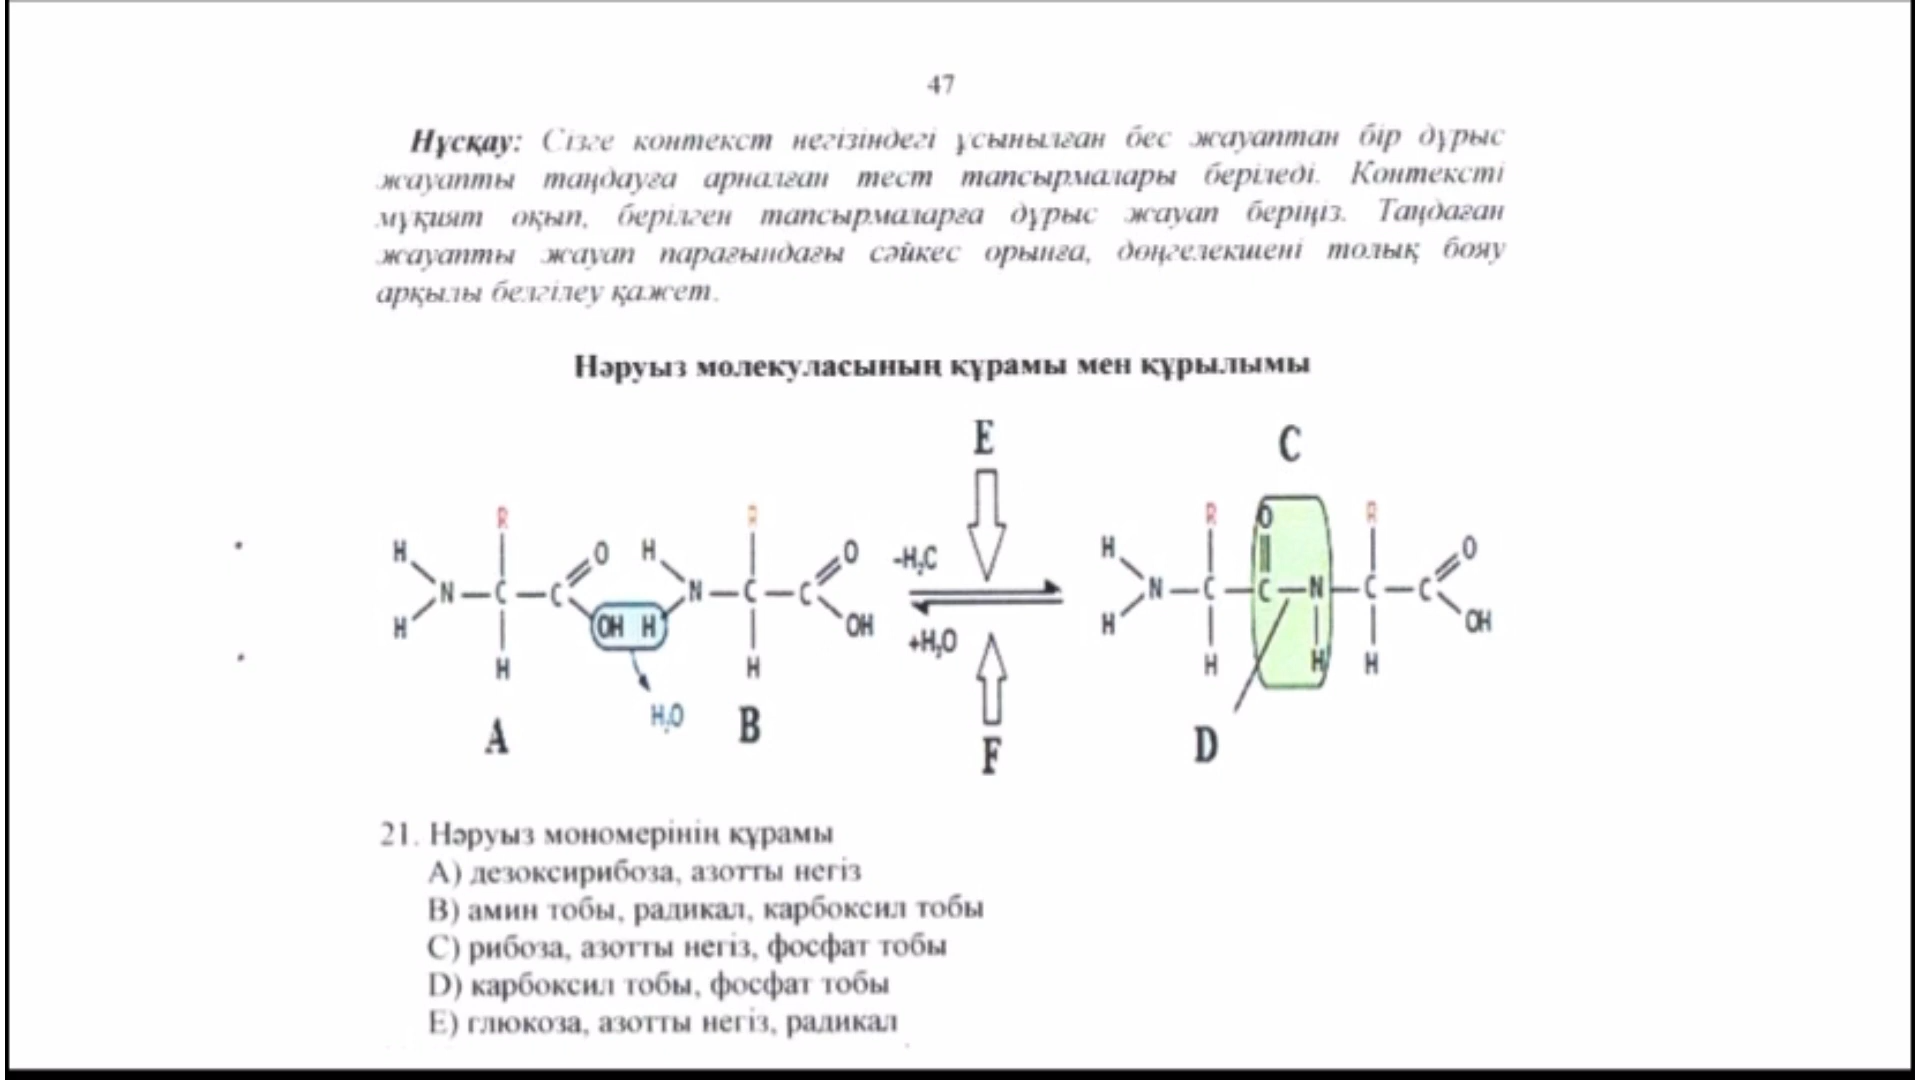 47
Нұсқау: Сізге контекст негізіндегі ұсынылған бес жауаптан бір дұрыс
жауапты таңдауға арналған тест тапсырмалары беріледі. Контексті
мұқият оқып, берілген тапсырмаларға дұрыс жауап беріңіз. Таңдаған
жауапты жауап парағындағы сәйкес орынға, дөңгелекшені толық бояу
арқылы белгілеу қажет.
Нәруыз молекуласының құрамы мен құрылымы
E
C
R R R R
H O H O -H₂C H O O
N C C N C C N C C N C C
H OH H OH +H₂O H H OH
H H H H
H₂O
A B F D
21. Нәруыз мономерінің құрамы
A) дезоксирибоза, азотты негіз
B) амин тобы, радикал, карбоксил тобы
C) рибоза, азотты негіз, фосфат тобы
D) карбоксил тобы, фосфат тобы
E) глюкоза, азотты негіз, радикал